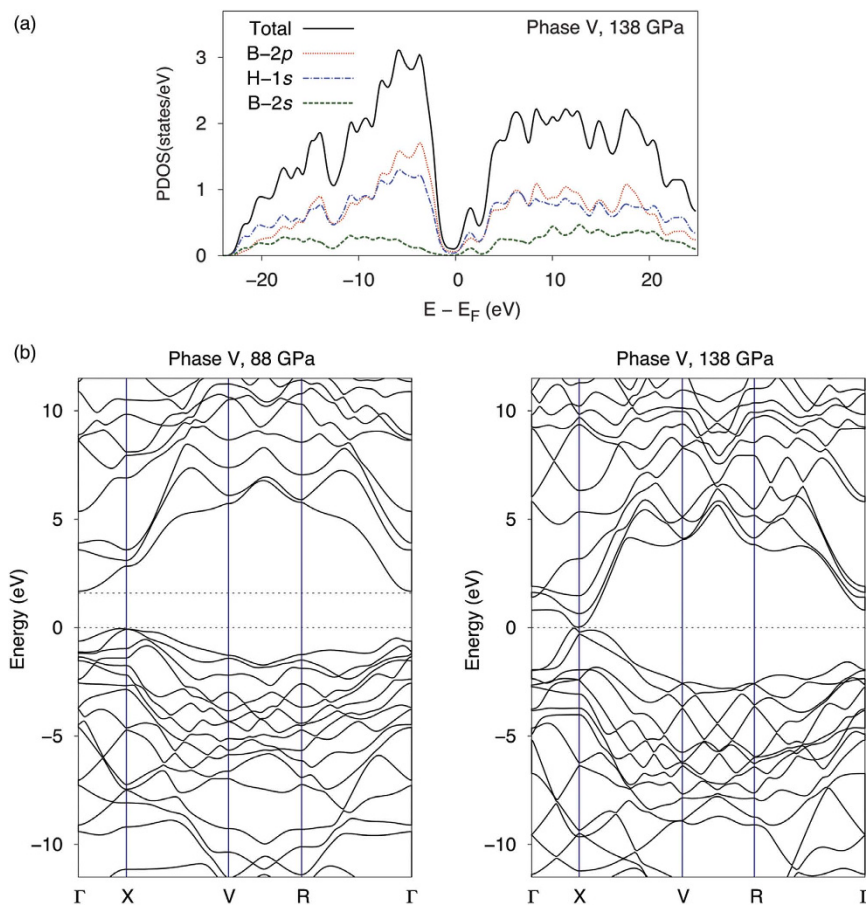 (a)
Phase V, 138 GPa
Total
B−2p
H−1s
B−2s
PDOS(states/eV)
3
2
1
0
−20 −10 0 10 20
E − E_F (eV)
(b)
Phase V, 88 GPa
Energy (eV)
10
5
0
−5
−10
Γ X V R Γ
Phase V, 138 GPa
Energy (eV)
10
5
0
−5
−10
Γ X V R Γ